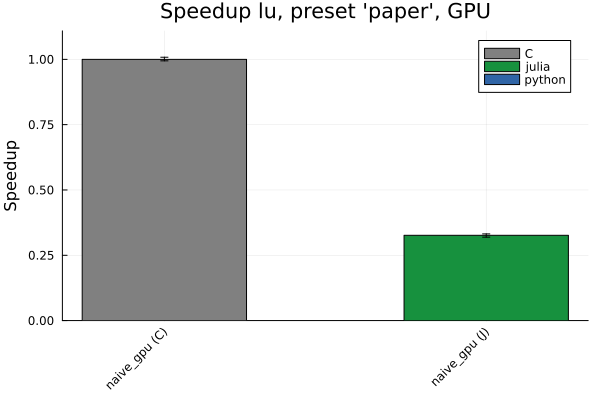 Speedup lu, preset 'paper', GPU
C
julia
python
Speedup
1.00
0.75
0.50
0.25
0.00
naive_gpu (C)
naive_gpu (J)